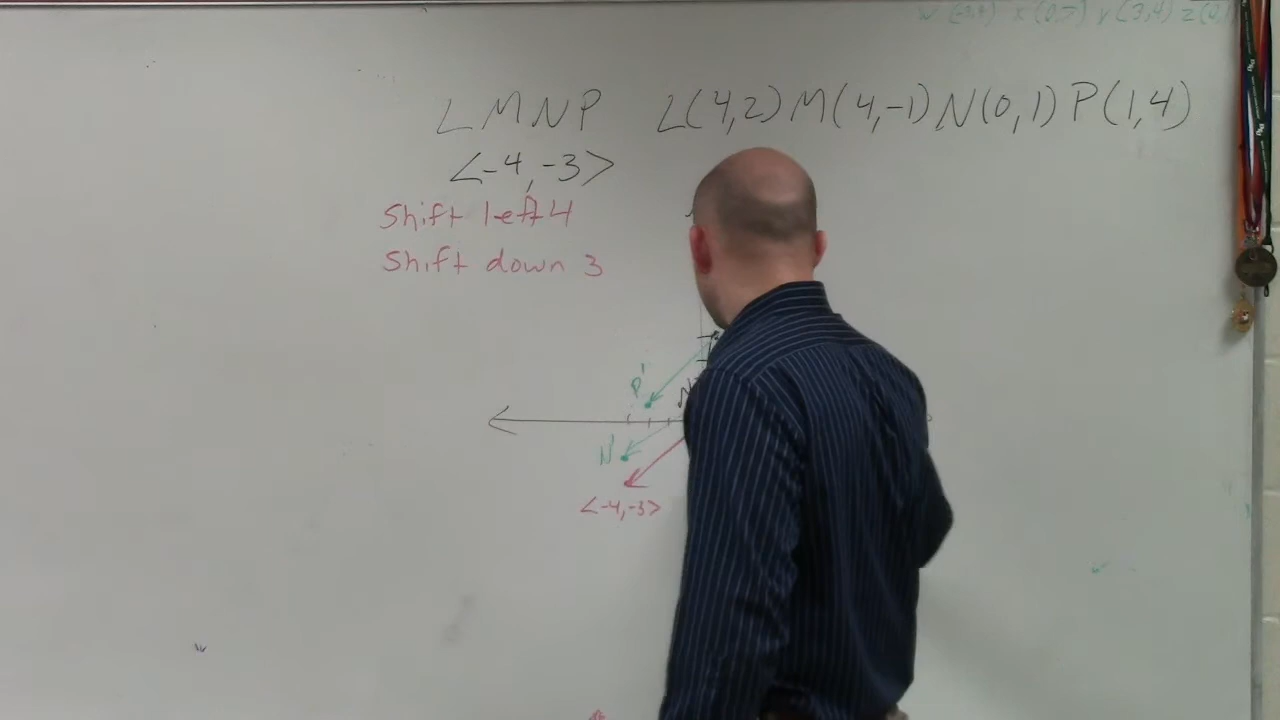 LMNP L(4,2) M(4,-1) N(0,1) P(1,4)
<-4,-3>
shift left 4
shift down 3
P'
N
N'
<-4,-3>